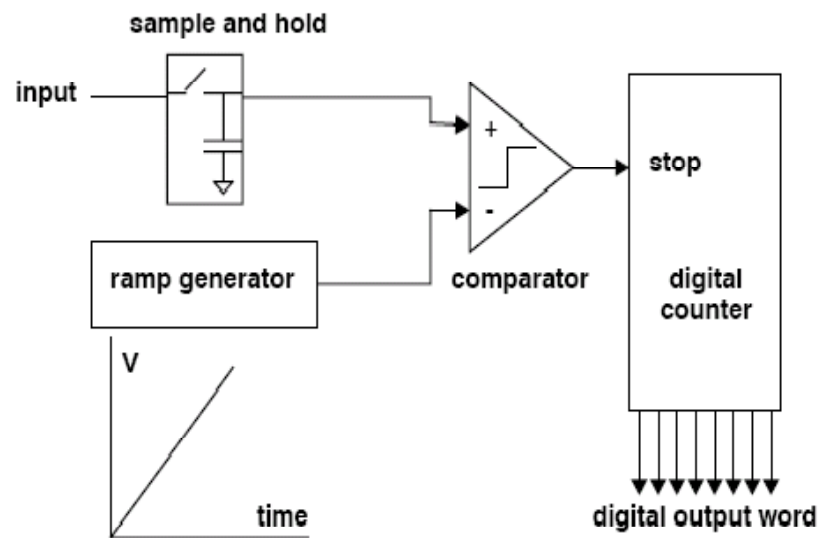 sample and hold
input
+
-
stop
ramp generator
comparator
digital
counter
V
time
digital output word